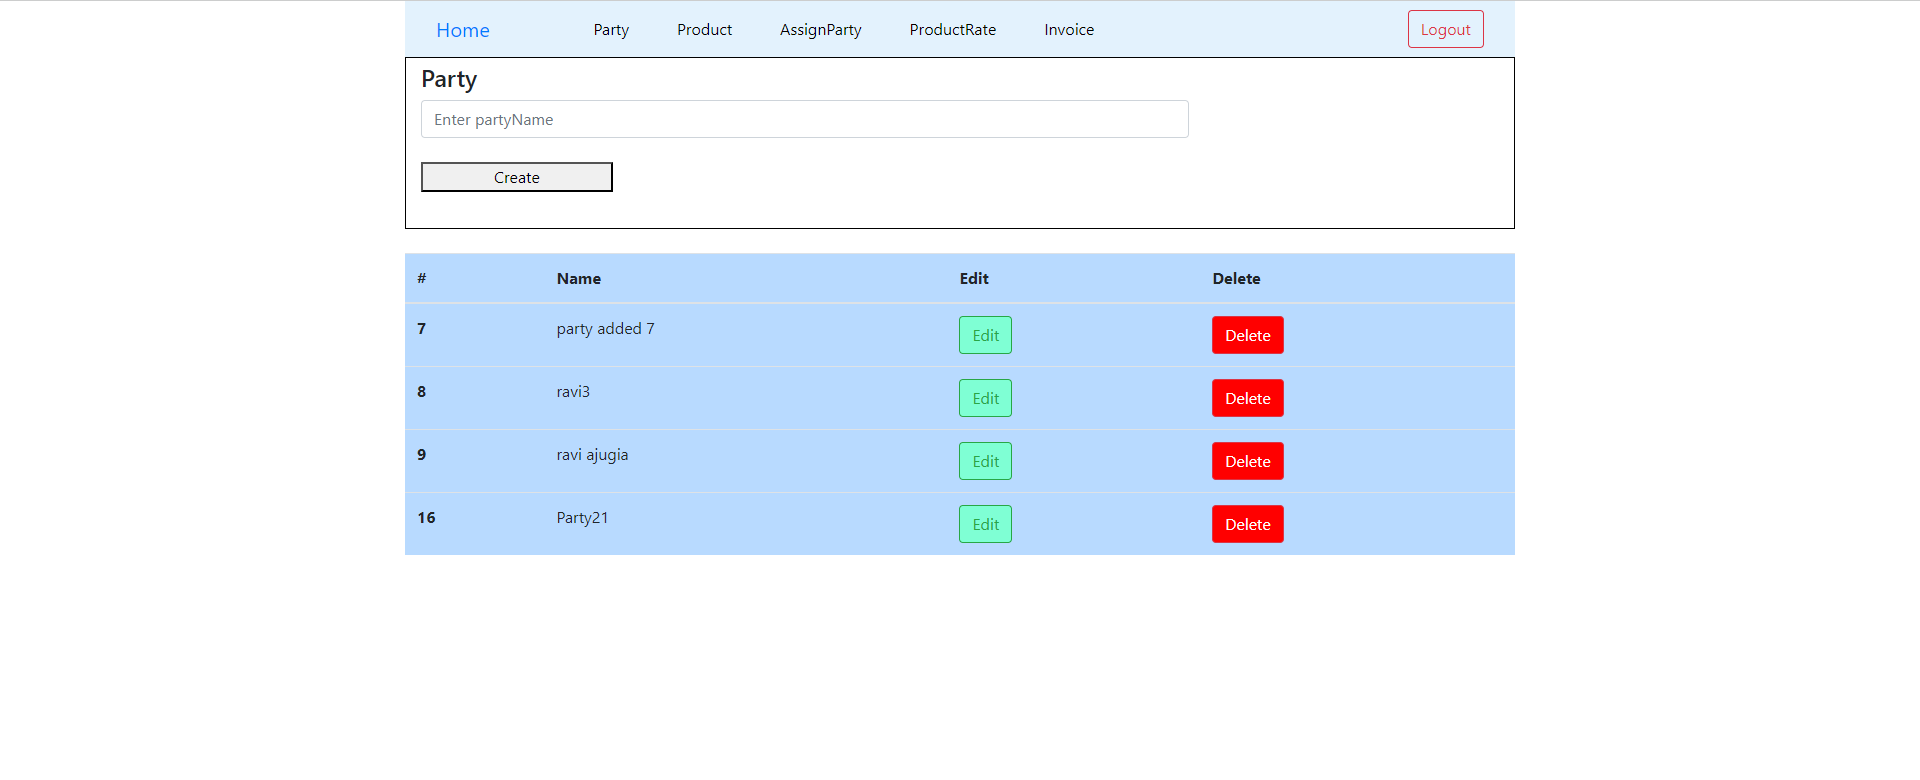 Home Party Product AssignParty ProductRate Invoice Logout
Party
Enter partyName
Create
# Name Edit Delete
7 party added 7 Edit Delete
8 ravi3 Edit Delete
9 ravi ajugia Edit Delete
16 Party21 Edit Delete